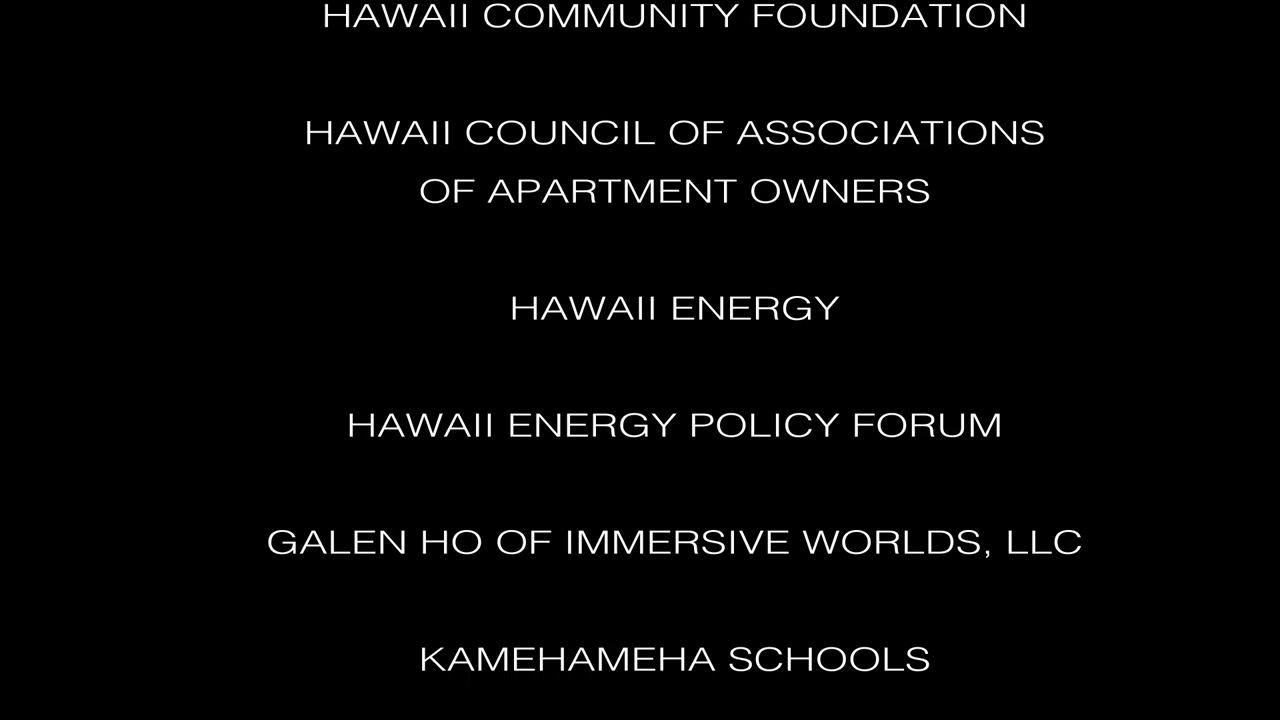 HAWAII COMMUNITY FOUNDATION
HAWAII COUNCIL OF ASSOCIATIONS
OF APARTMENT OWNERS
HAWAII ENERGY
HAWAII ENERGY POLICY FORUM
GALEN HO OF IMMERSIVE WORLDS, LLC
KAMEHAMEHA SCHOOLS